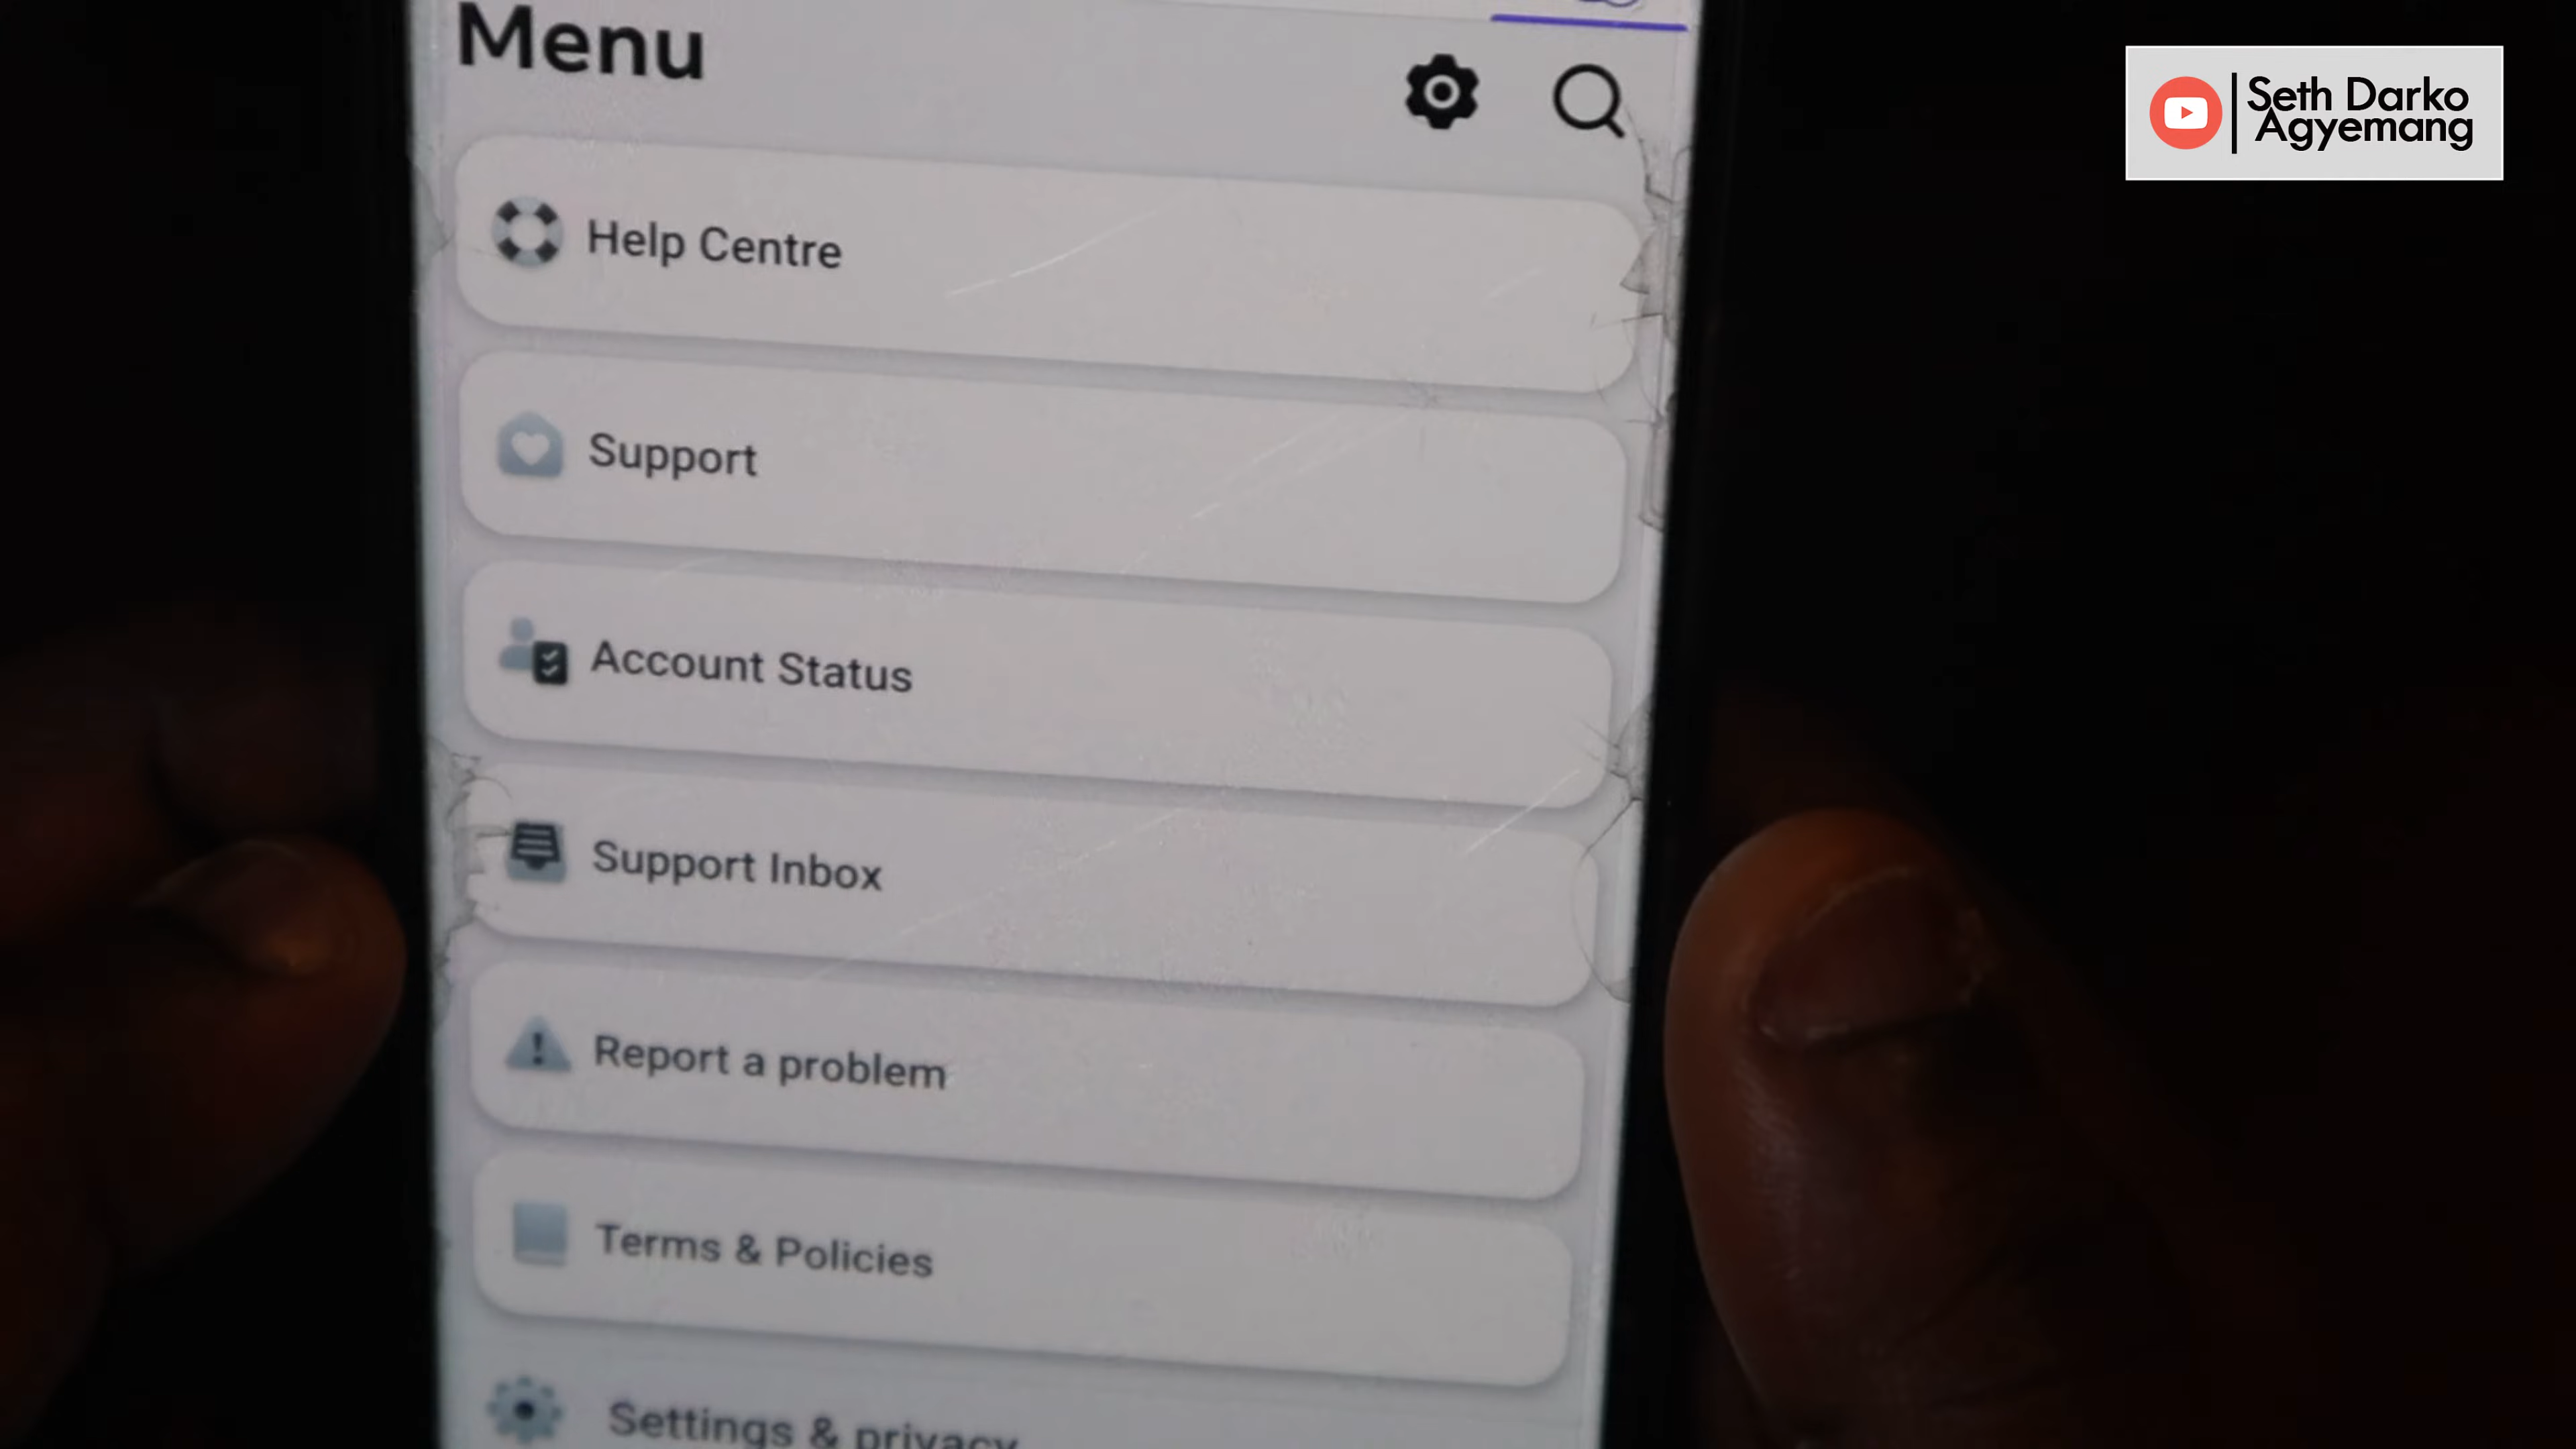 Menu
Seth Darko
Agyemang
Help Centre
Support
Account Status
Support Inbox
Report a problem
Terms & Policies
Settings & privacy